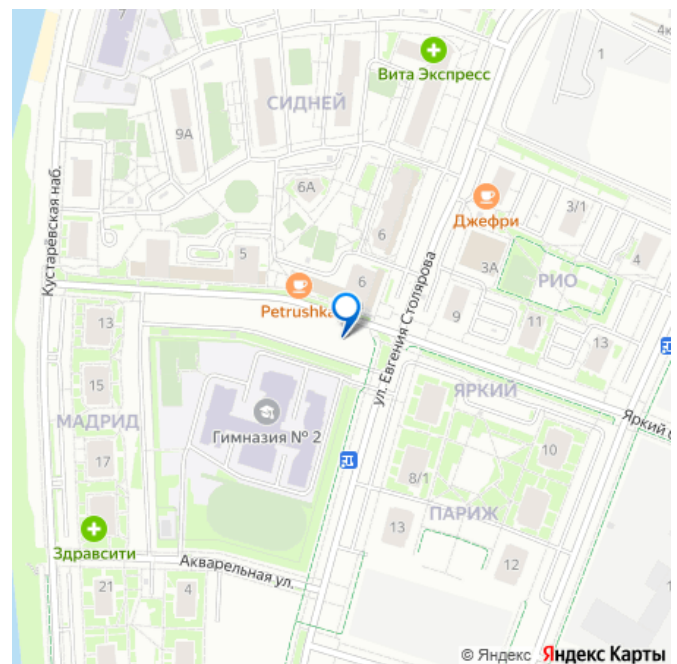 7
4к
1
Вита Экспресс
СИДНЕЙ
9А
Кустарёвская наб.
6А
3/1
Джефри
6
5
3А
4
РИО
6
Petrushka
ул. Евгения Столярова
13
9
11
13
15
ЯРКИЙ
Яркий
МАДРИД
Гимназия № 2
10
17
8/1
ПАРИЖ
13
Здравсити
12
Акварельная ул.
21
4
1
© Яндекс Яндекс Карты